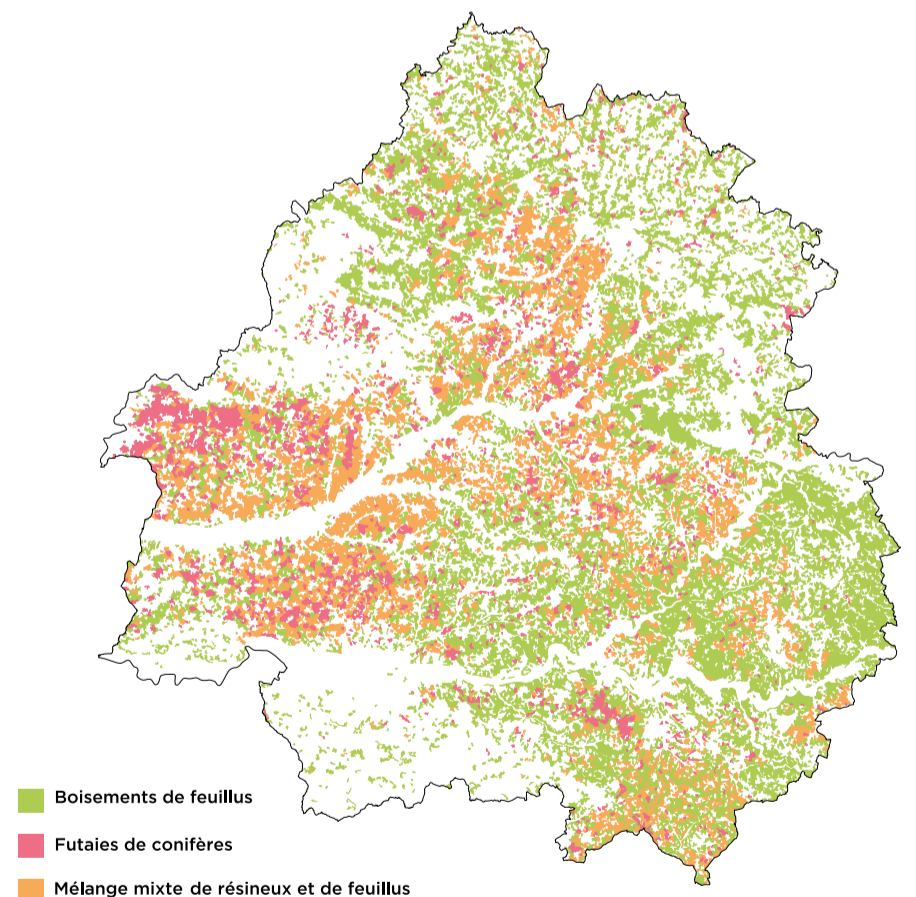 Boisements de feuillus
Futaies de conifères
Mélange mixte de résineux et de feuillus